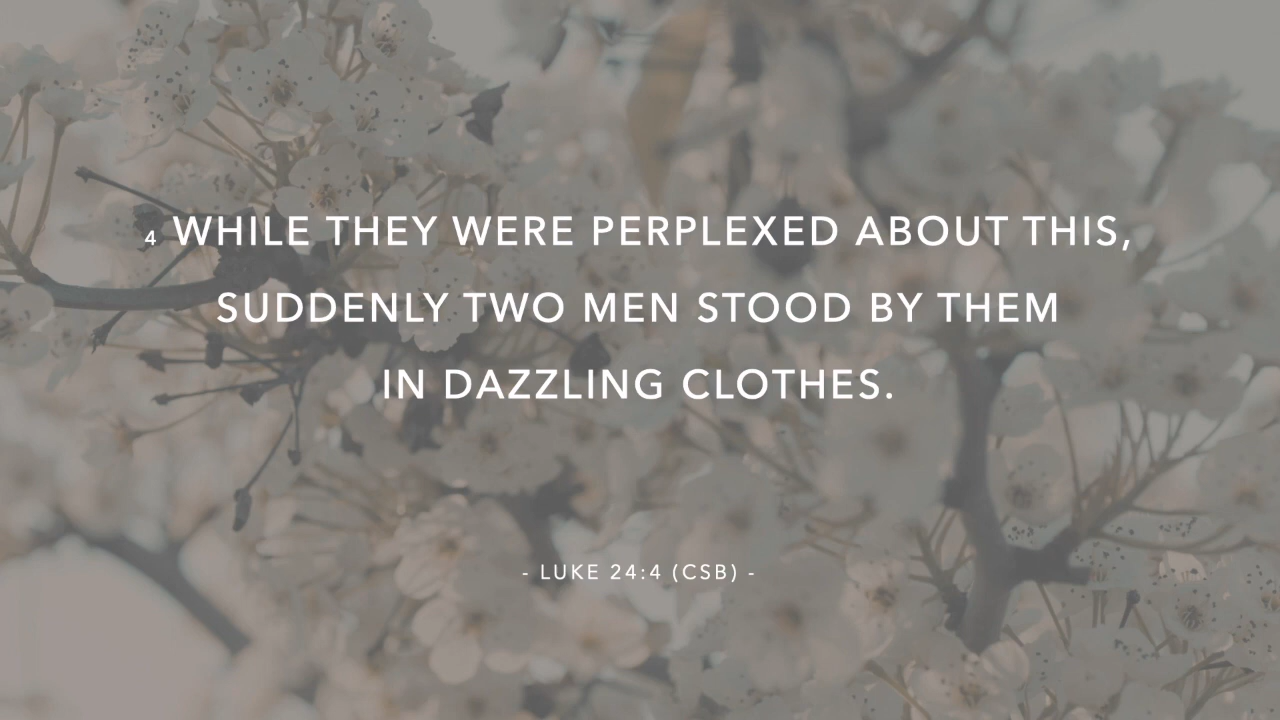 4 WHILE THEY WERE PERPLEXED ABOUT THIS,
SUDDENLY TWO MEN STOOD BY THEM
IN DAZZLING CLOTHES.
- LUKE 24:4 (CSB) -